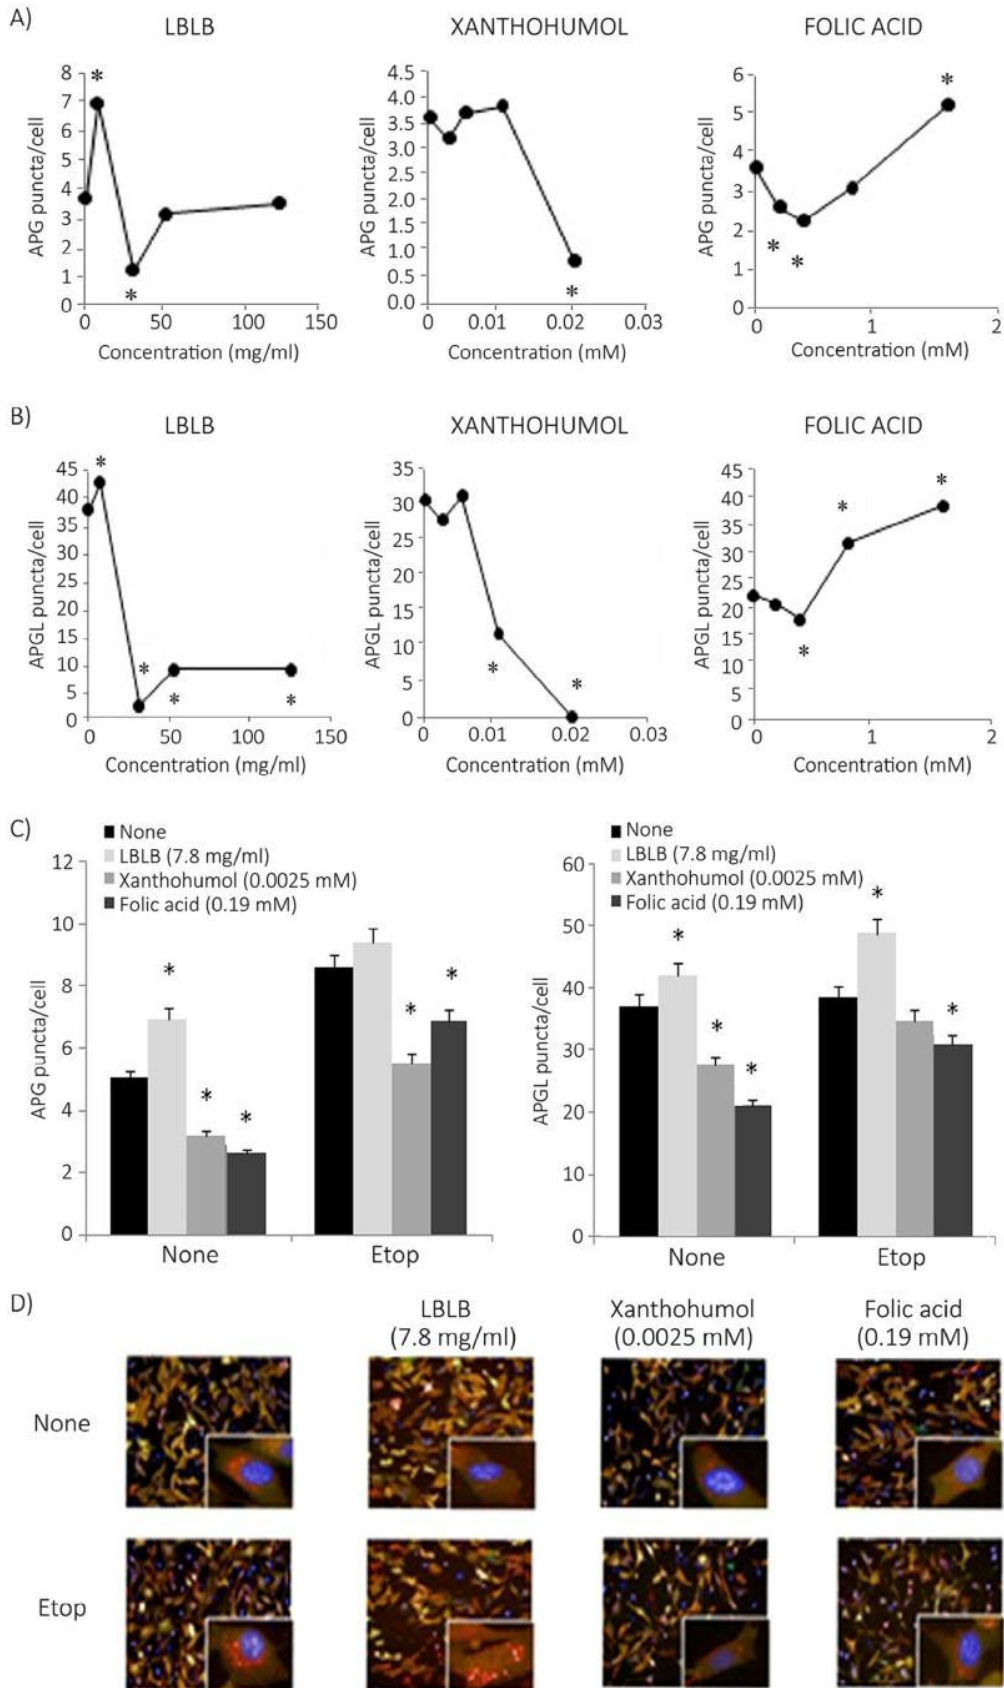 A)
LBLB
XANTHOHUMOL
FOLIC ACID
APG puncta/cell
8
7
6
5
4
3
2
1
0
*
*
0 50 100 150
Concentration (mg/ml)
APG puncta/cell
4.5
4.0
3.5
3.0
2.5
2.0
1.5
1.0
0.5
0.0
*
0 0.01 0.02 0.03
Concentration (mM)
APG puncta/cell
6
5
4
3
2
1
0
*
*
*
0 1 2
Concentration (mM)
B)
LBLB
XANTHOHUMOL
FOLIC ACID
APGL puncta/cell
45
40
35
30
25
20
15
10
5
0
*
*
*
*
0 50 100 150
Concentration (mg/ml)
APGL puncta/cell
35
30
25
20
15
10
5
0
*
*
0 0.01 0.02 0.03
Concentration (mM)
APGL puncta/cell
45
40
35
30
25
20
15
10
5
0
*
*
*
0 1 2
Concentration (mM)
C)
None
LBLB (7.8 mg/ml)
Xanthohumol (0.0025 mM)
Folic acid (0.19 mM)
APG puncta/cell
12
10
8
6
4
2
0
*
*
*
*
*
None Etop
None
LBLB (7.8 mg/ml)
Xanthohumol (0.0025 mM)
Folic acid (0.19 mM)
APGL puncta/cell
60
50
40
30
20
10
0
*
*
*
*
*
None Etop
D)
LBLB
(7.8 mg/ml)
Xanthohumol
(0.0025 mM)
Folic acid
(0.19 mM)
None
Etop